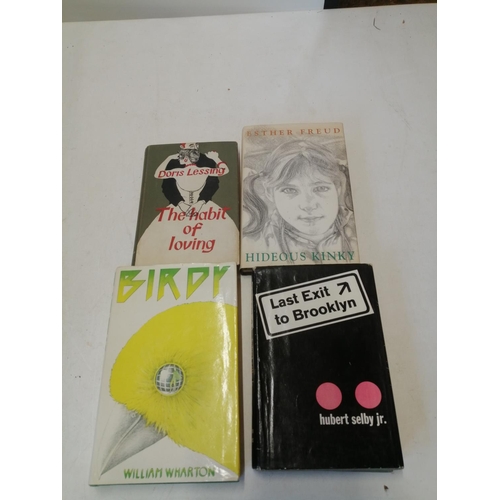 Doris Lessing
The habit
of
loving
ESTHER FREUD
HIDEOUS KINKY
BIRDY
WILLIAM WHARTON
Last Exit ↗
to Brooklyn
hubert selby jr.